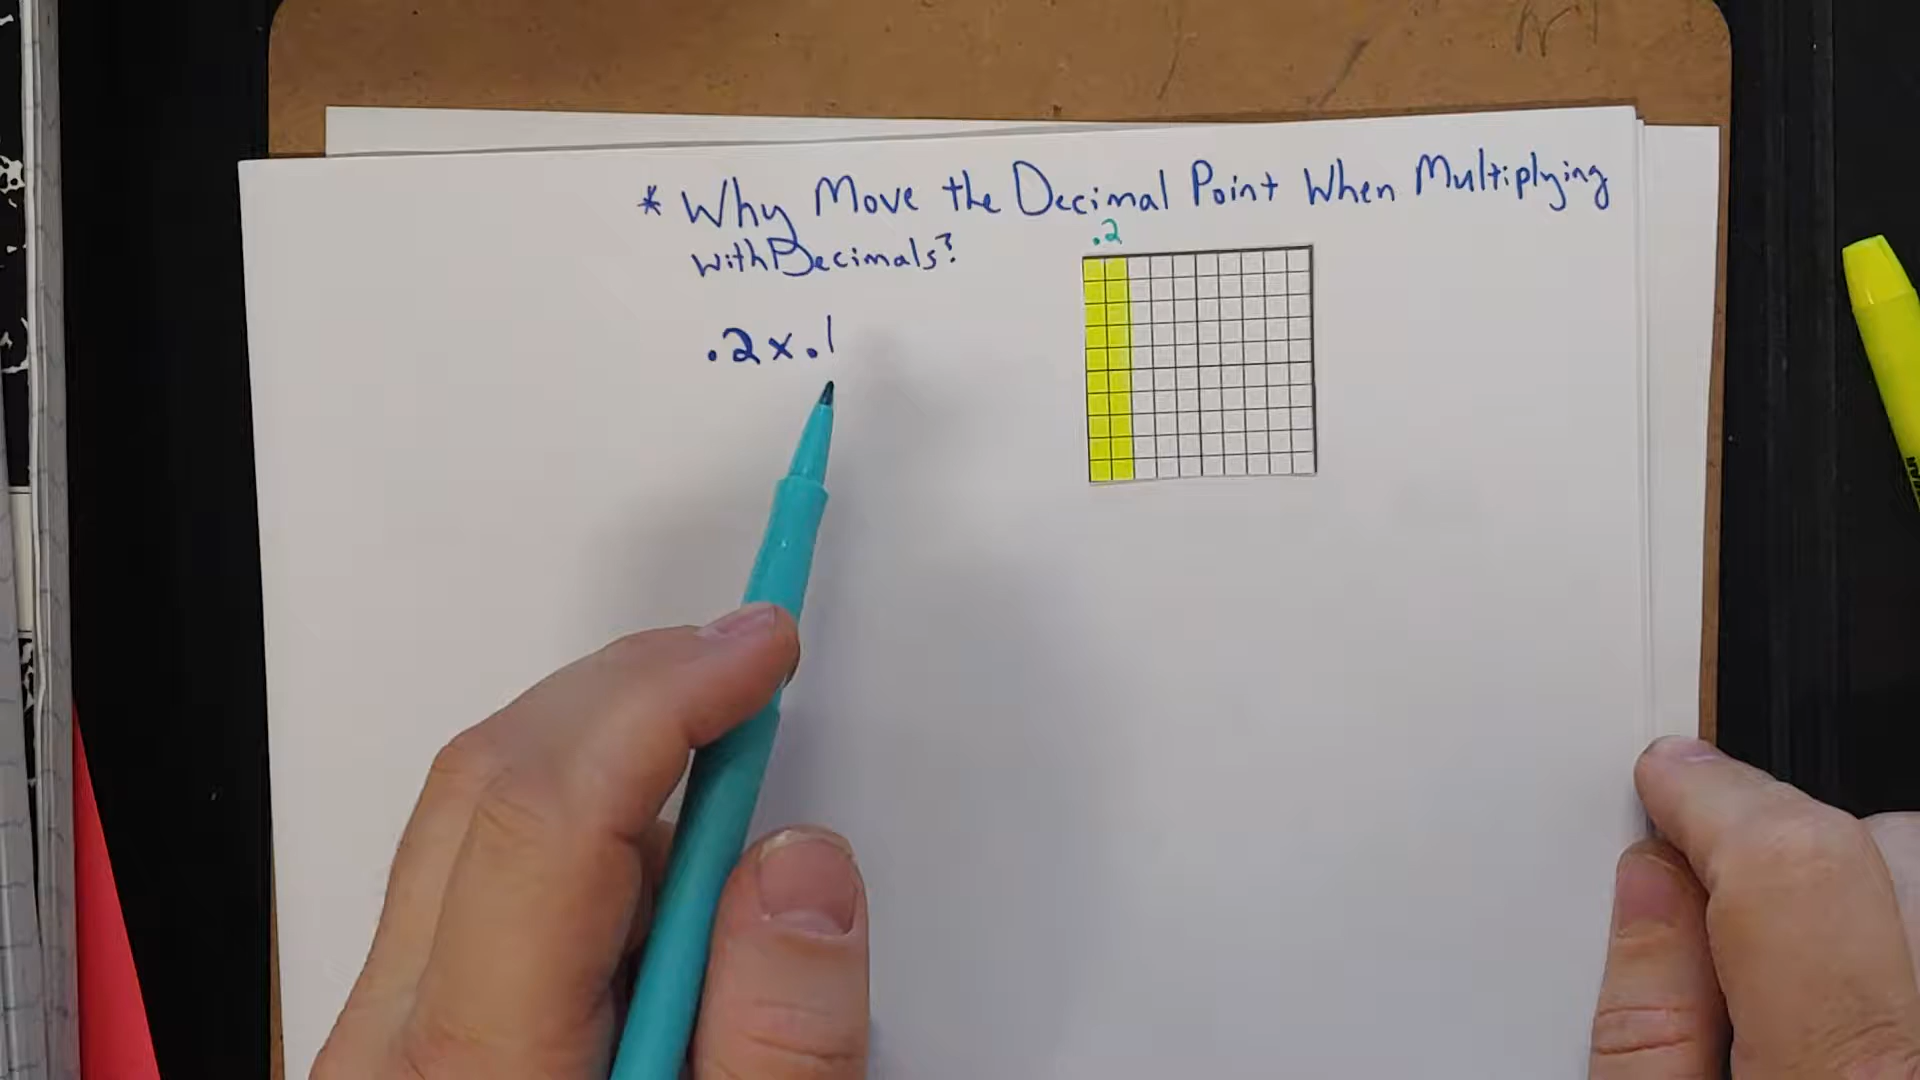 * Why Move the Decimal Point When Multiplying
with Decimals?
.2
.2 x .1